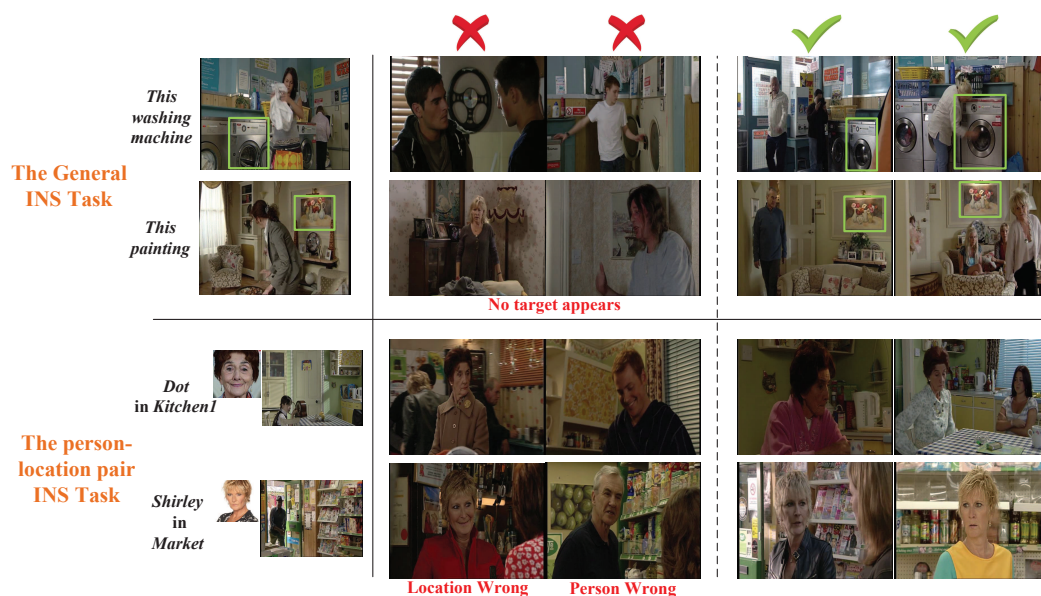 This
washing
machine
The General
INS Task
This
painting
No target appears
Dot
in Kitchen1
The person-
location pair
INS Task
Shirley
in
Market
Location Wrong
Person Wrong